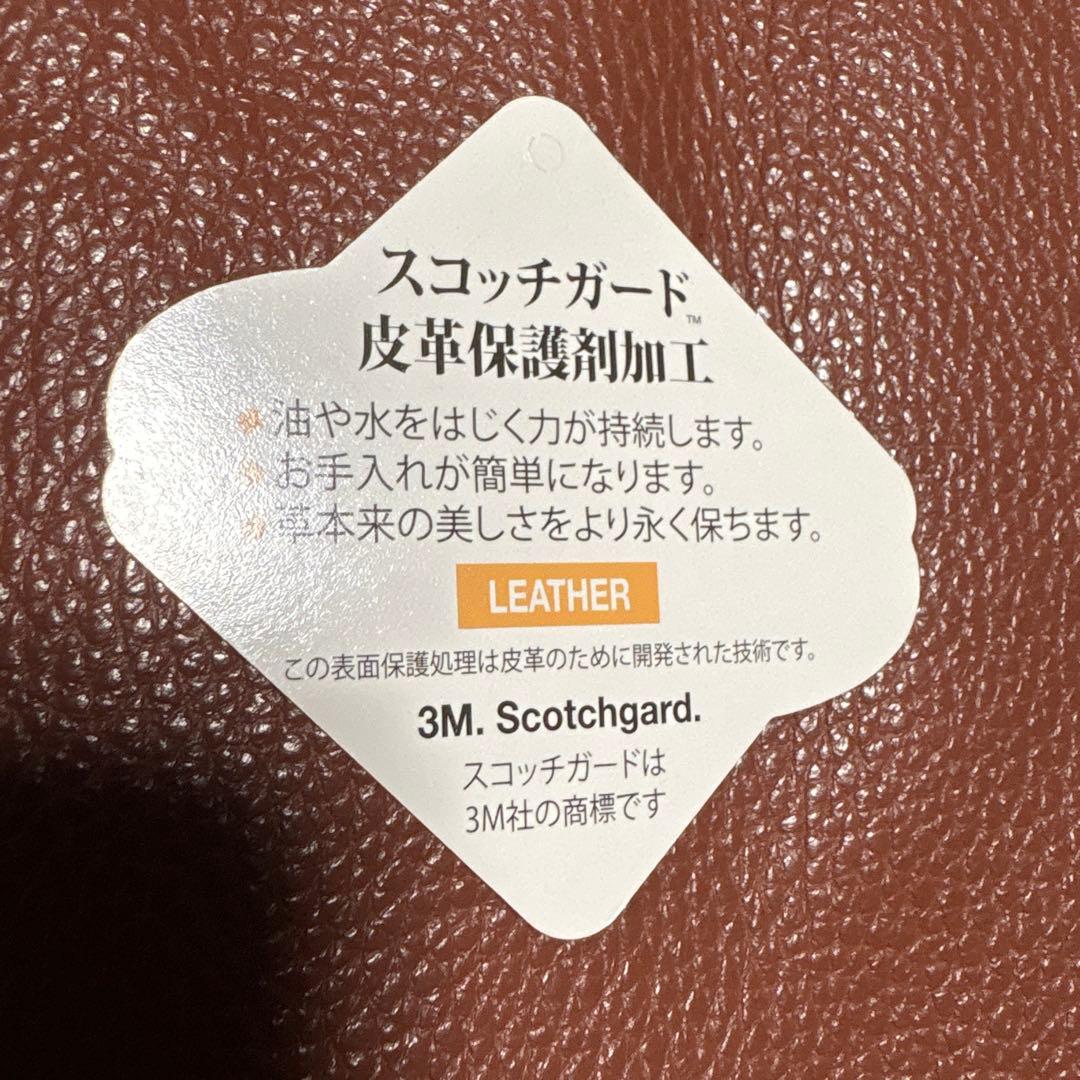 スコッチガード™
皮革保護剤加工
油や水をはじく力が持続します。
お手入れが簡単になります。
革本来の美しさをより永く保ちます。
LEATHER
この表面保護処理は皮革のために開発された技術です。
3M. Scotchgard.
スコッチガードは
3M社の商標です